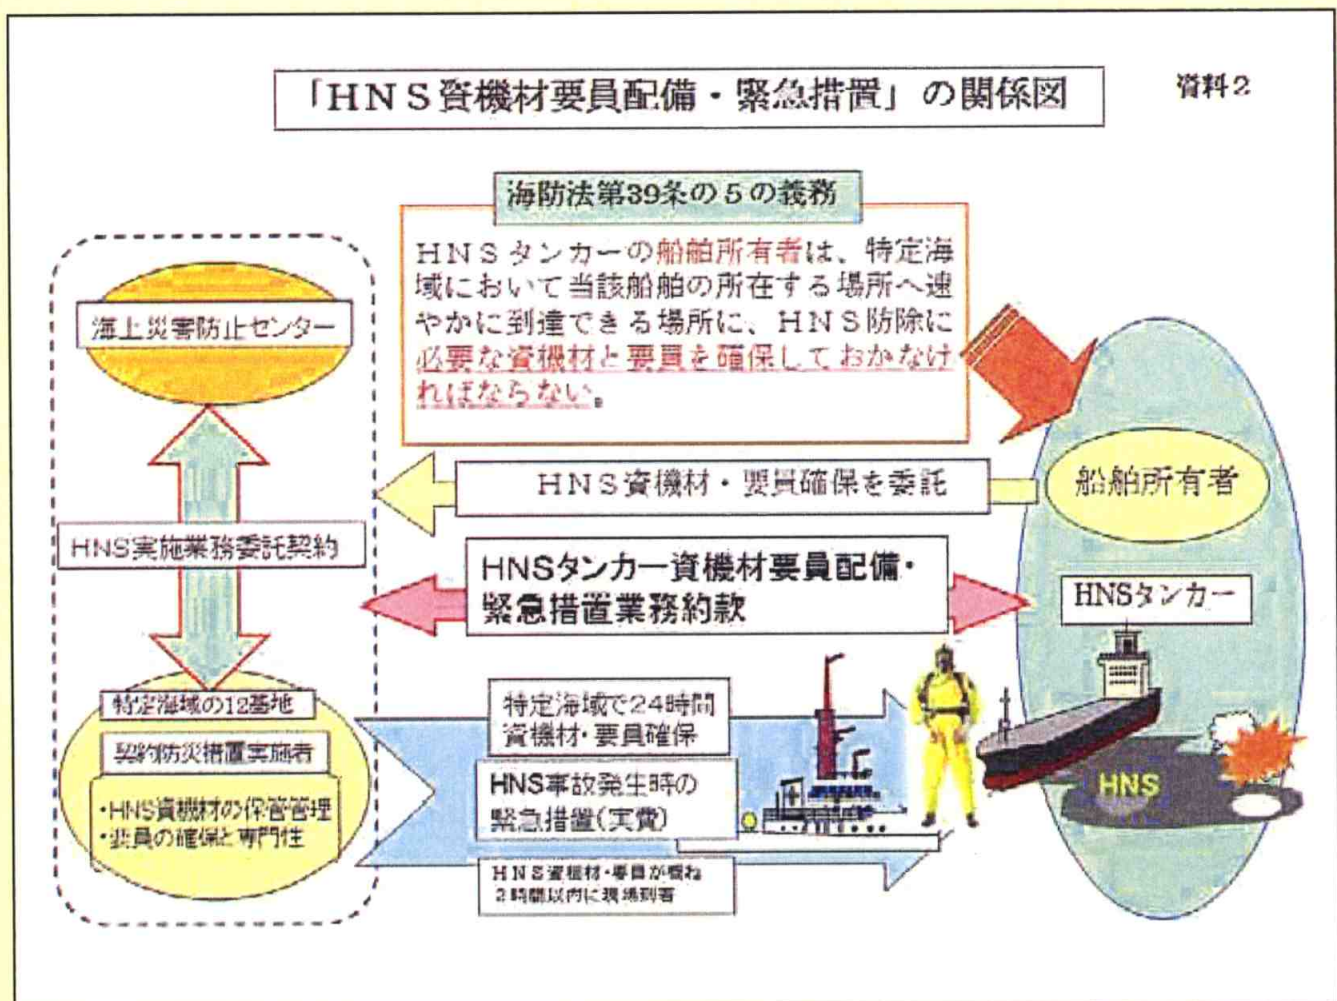 「HNS資機材要員配備・緊急措置」の関係図
資料2
海防法第39条の5の義務
HNSタンカーの船舶所有者は、特定海
域において当該船舶の所在する場所へ速
やかに到達できる場所に、HNS防除に
必要な資機材と要員を確保しておかなけ
ればならない。
海上災害防止センター
HNS資機材・要員確保を委託
船舶所有者
HNS実施業務委託契約
HNSタンカー資機材要員配備・
緊急措置業務約款
HNSタンカー
特定海域の12基地
契約防災措置実施者
・HNS資機材の保管管理
・要員の確保と専門性
特定海域で24時間
資機材・要員確保
HNS事故発生時の
緊急措置(実費)
HNS資機材・要員が概ね
2時間以内に現場到着
HNS